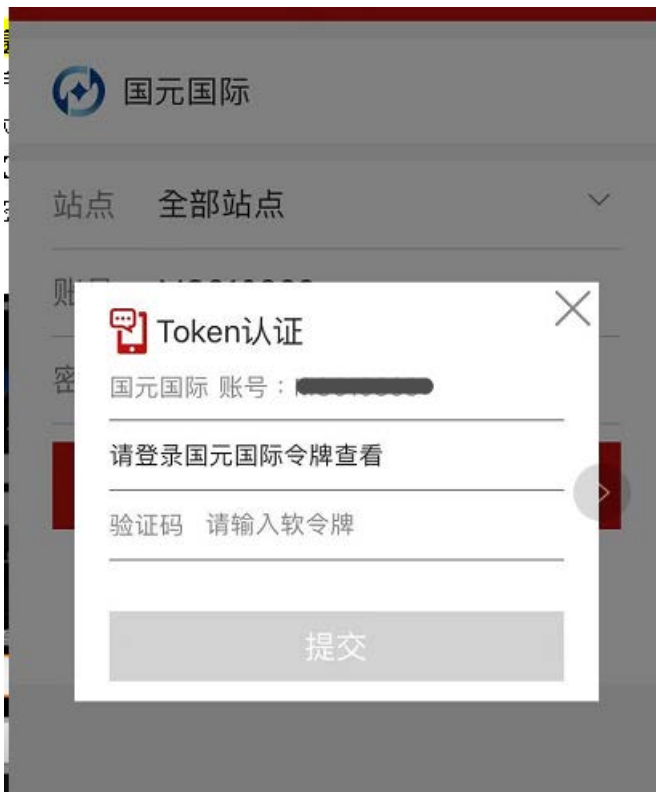 国元国际
站点 全部站点
Token认证
国元国际 账号：
请登录国元国际令牌查看
验证码 请输入软令牌
提交